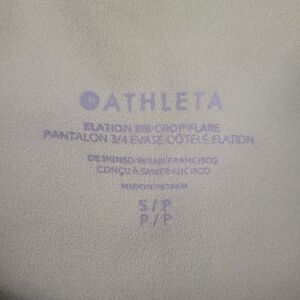 ATHLETA
ELATION RIB CROP FLARE
PANTALON 3/4 ÉVASÉ CÔTELÉ ELATION
DESIGNED IN SAN FRANCISCO
CONÇU À SAN FRANCISCO
MADE IN VIETNAM
S/P
P/P